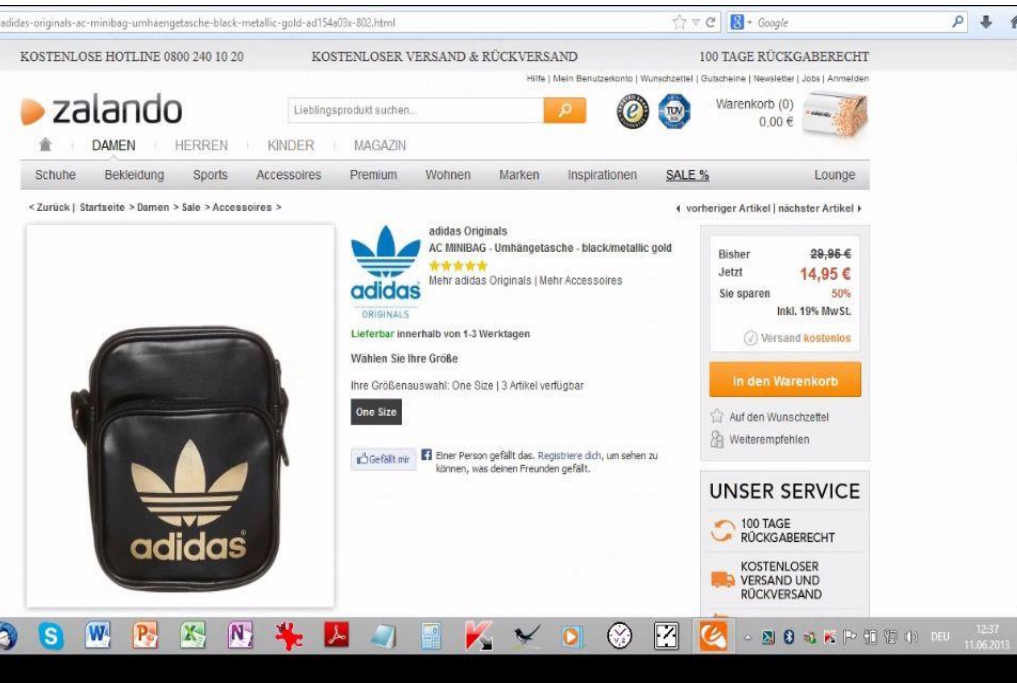 adidas-originals-ac-minibag-umhaengetasche-black-metallic-gold-ad154a03x-802.html
Google
KOSTENLOSE HOTLINE 0800 240 10 20
KOSTENLOSER VERSAND & RÜCKVERSAND
100 TAGE RÜCKGABERECHT
Hilfe | Mein Benutzerkonto | Wunschzettel | Gutscheine | Newsletter | Jobs | Anmelden
zalando
Lieblingsprodukt suchen...
TÜV
Warenkorb (0)
0,00 €
DAMEN HERREN KINDER MAGAZIN
Schuhe Bekleidung Sports Accessoires Premium Wohnen Marken Inspirationen SALE % Lounge
< Zurück | Startseite > Damen > Sale > Accessoires >
vorheriger Artikel | nächster Artikel
adidas Originals
AC MINIBAG - Umhängetasche - black/metallic gold
Mehr adidas Originals | Mehr Accessoires
adidas
ORIGINALS
Lieferbar innerhalb von 1-3 Werktagen
Wählen Sie Ihre Größe
Ihre Größenauswahl: One Size | 3 Artikel verfügbar
One Size
Gefällt mir
Einer Person gefällt das. Registriere dich, um sehen zu
können, was deinen Freunden gefällt.
adidas
Bisher 29,95 €
Jetzt 14,95 €
Sie sparen 50%
Inkl. 19% MwSt.
Versand kostenlos
In den Warenkorb
Auf den Wunschzettel
Weiterempfehlen
UNSER SERVICE
100 TAGE
RÜCKGABERECHT
KOSTENLOSER
VERSAND UND
RÜCKVERSAND
DEU
12:37
11.06.2013